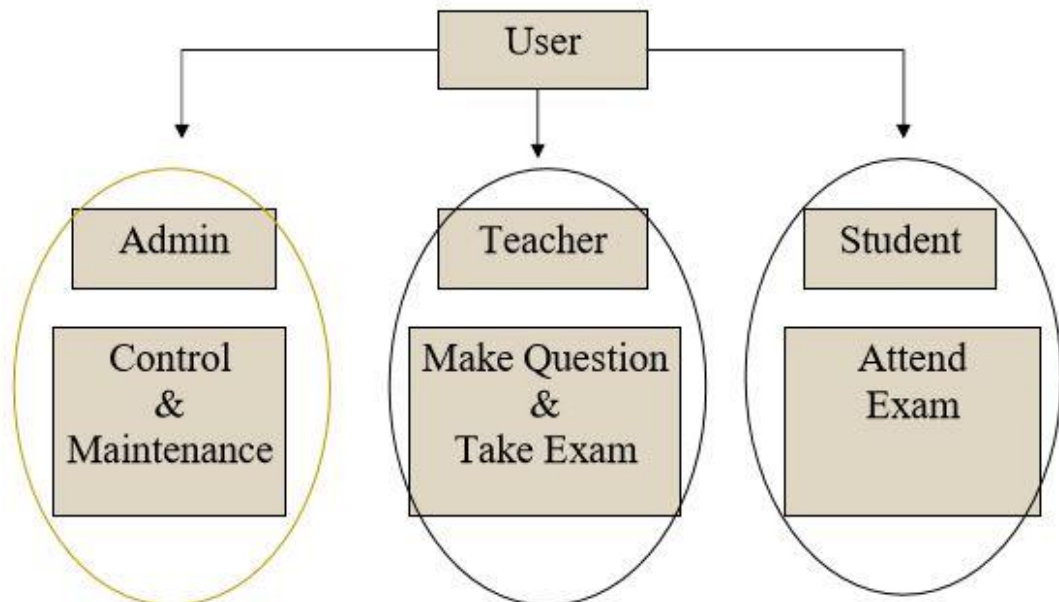 User
Admin
Teacher
Student
Control
&
Maintenance
Make Question
&
Take Exam
Attend
Exam